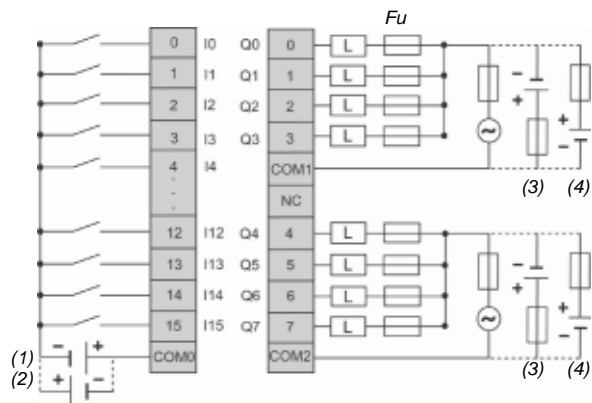 Fu
0 I0 Q0 0 L
1 I1 Q1 1 L
2 I2 Q2 2 L
3 I3 Q3 3 L
4 I4 COM1
- + + -
(3) (4)
NC
12 I12 Q4 4 L
13 I13 Q5 5 L
14 I14 Q6 6 L
15 I15 Q7 7 L
(1) - + COM0 COM2
(2) + -
- + + -
(3) (4)